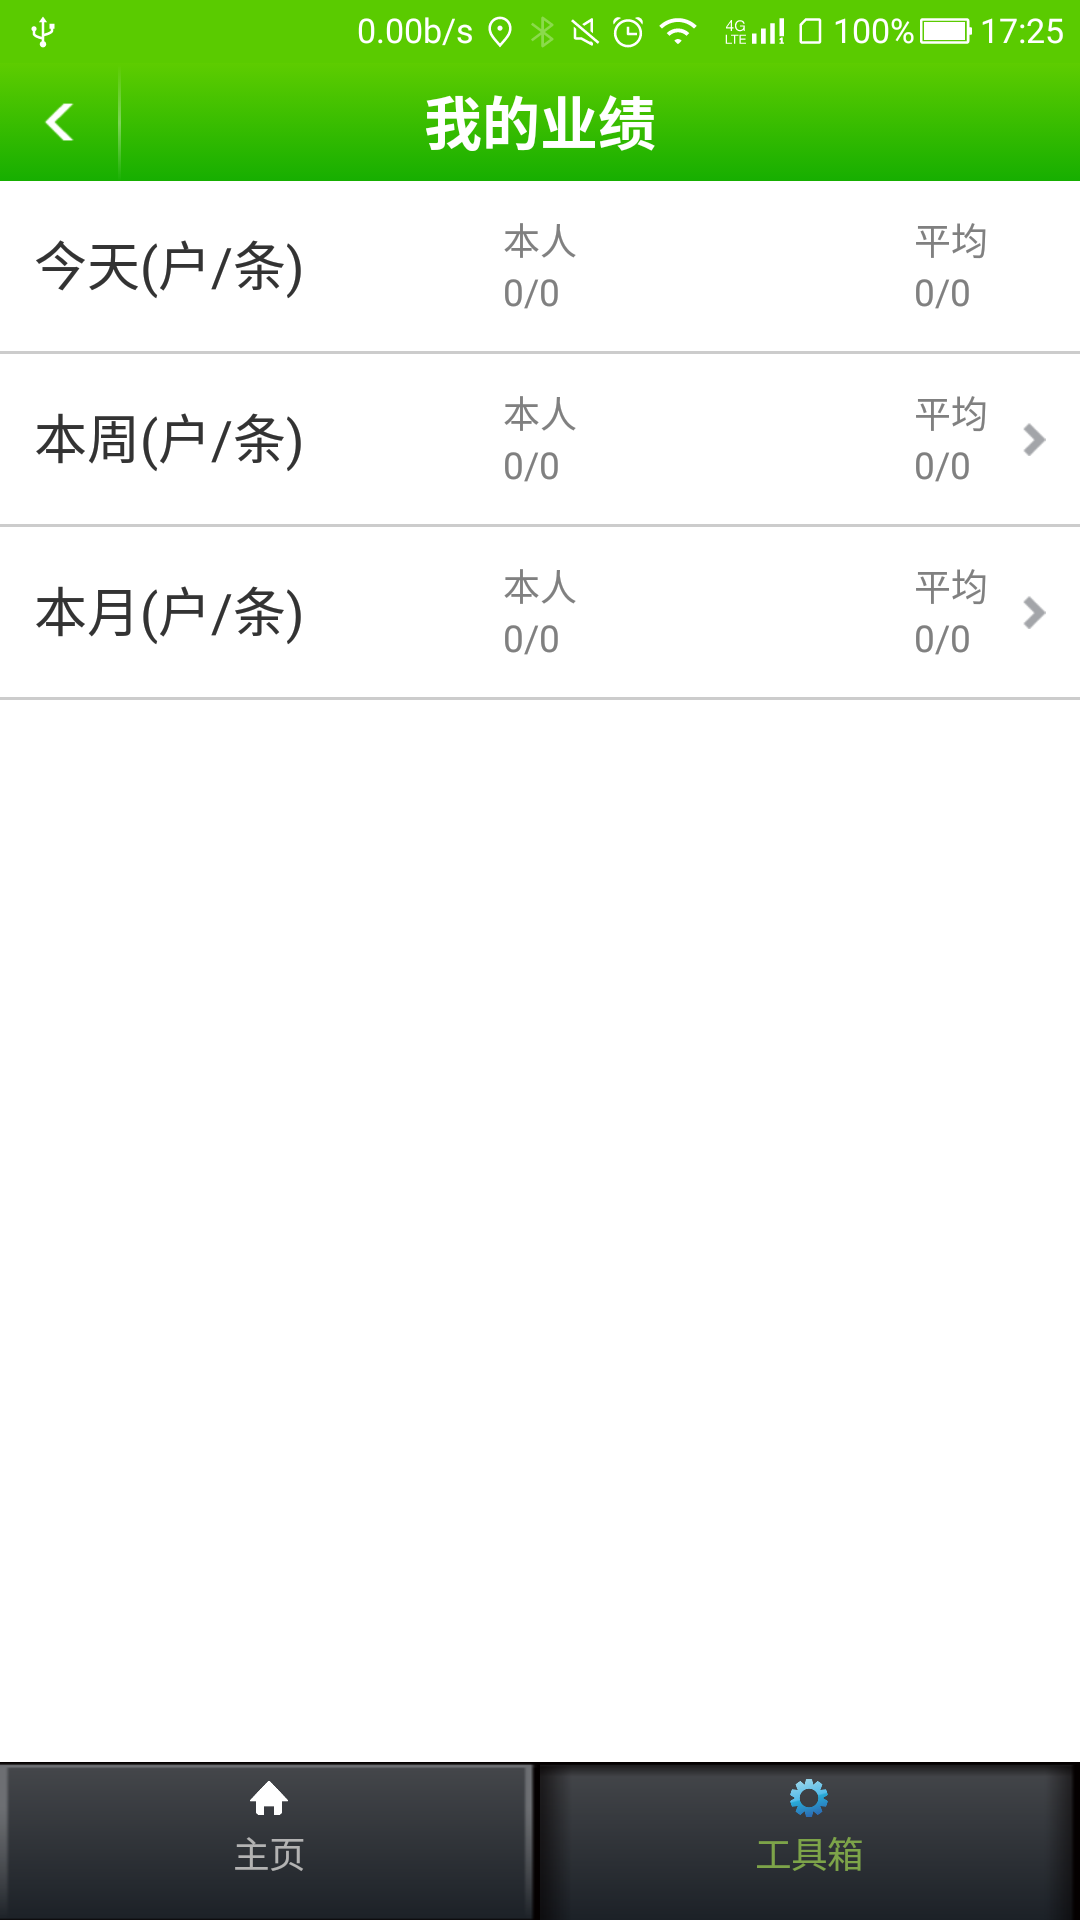 0.00b/s 4G LTE 1 100% 17:25
我的业绩
今天(户/条) 本人 0/0 平均 0/0
本周(户/条) 本人 0/0 平均 0/0
本月(户/条) 本人 0/0 平均 0/0
主页 工具箱